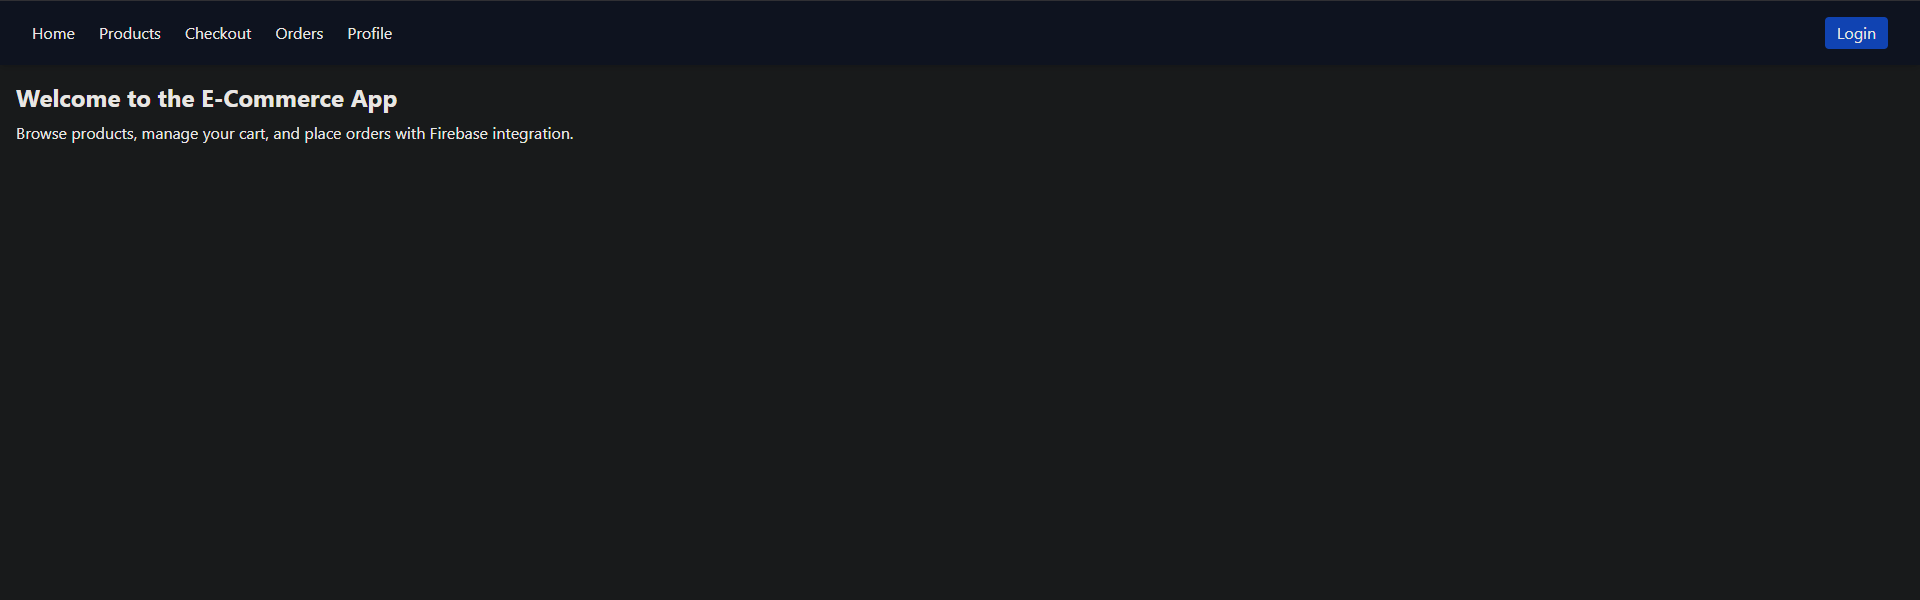 Home Products Checkout Orders Profile Login
Welcome to the E-Commerce App
Browse products, manage your cart, and place orders with Firebase integration.